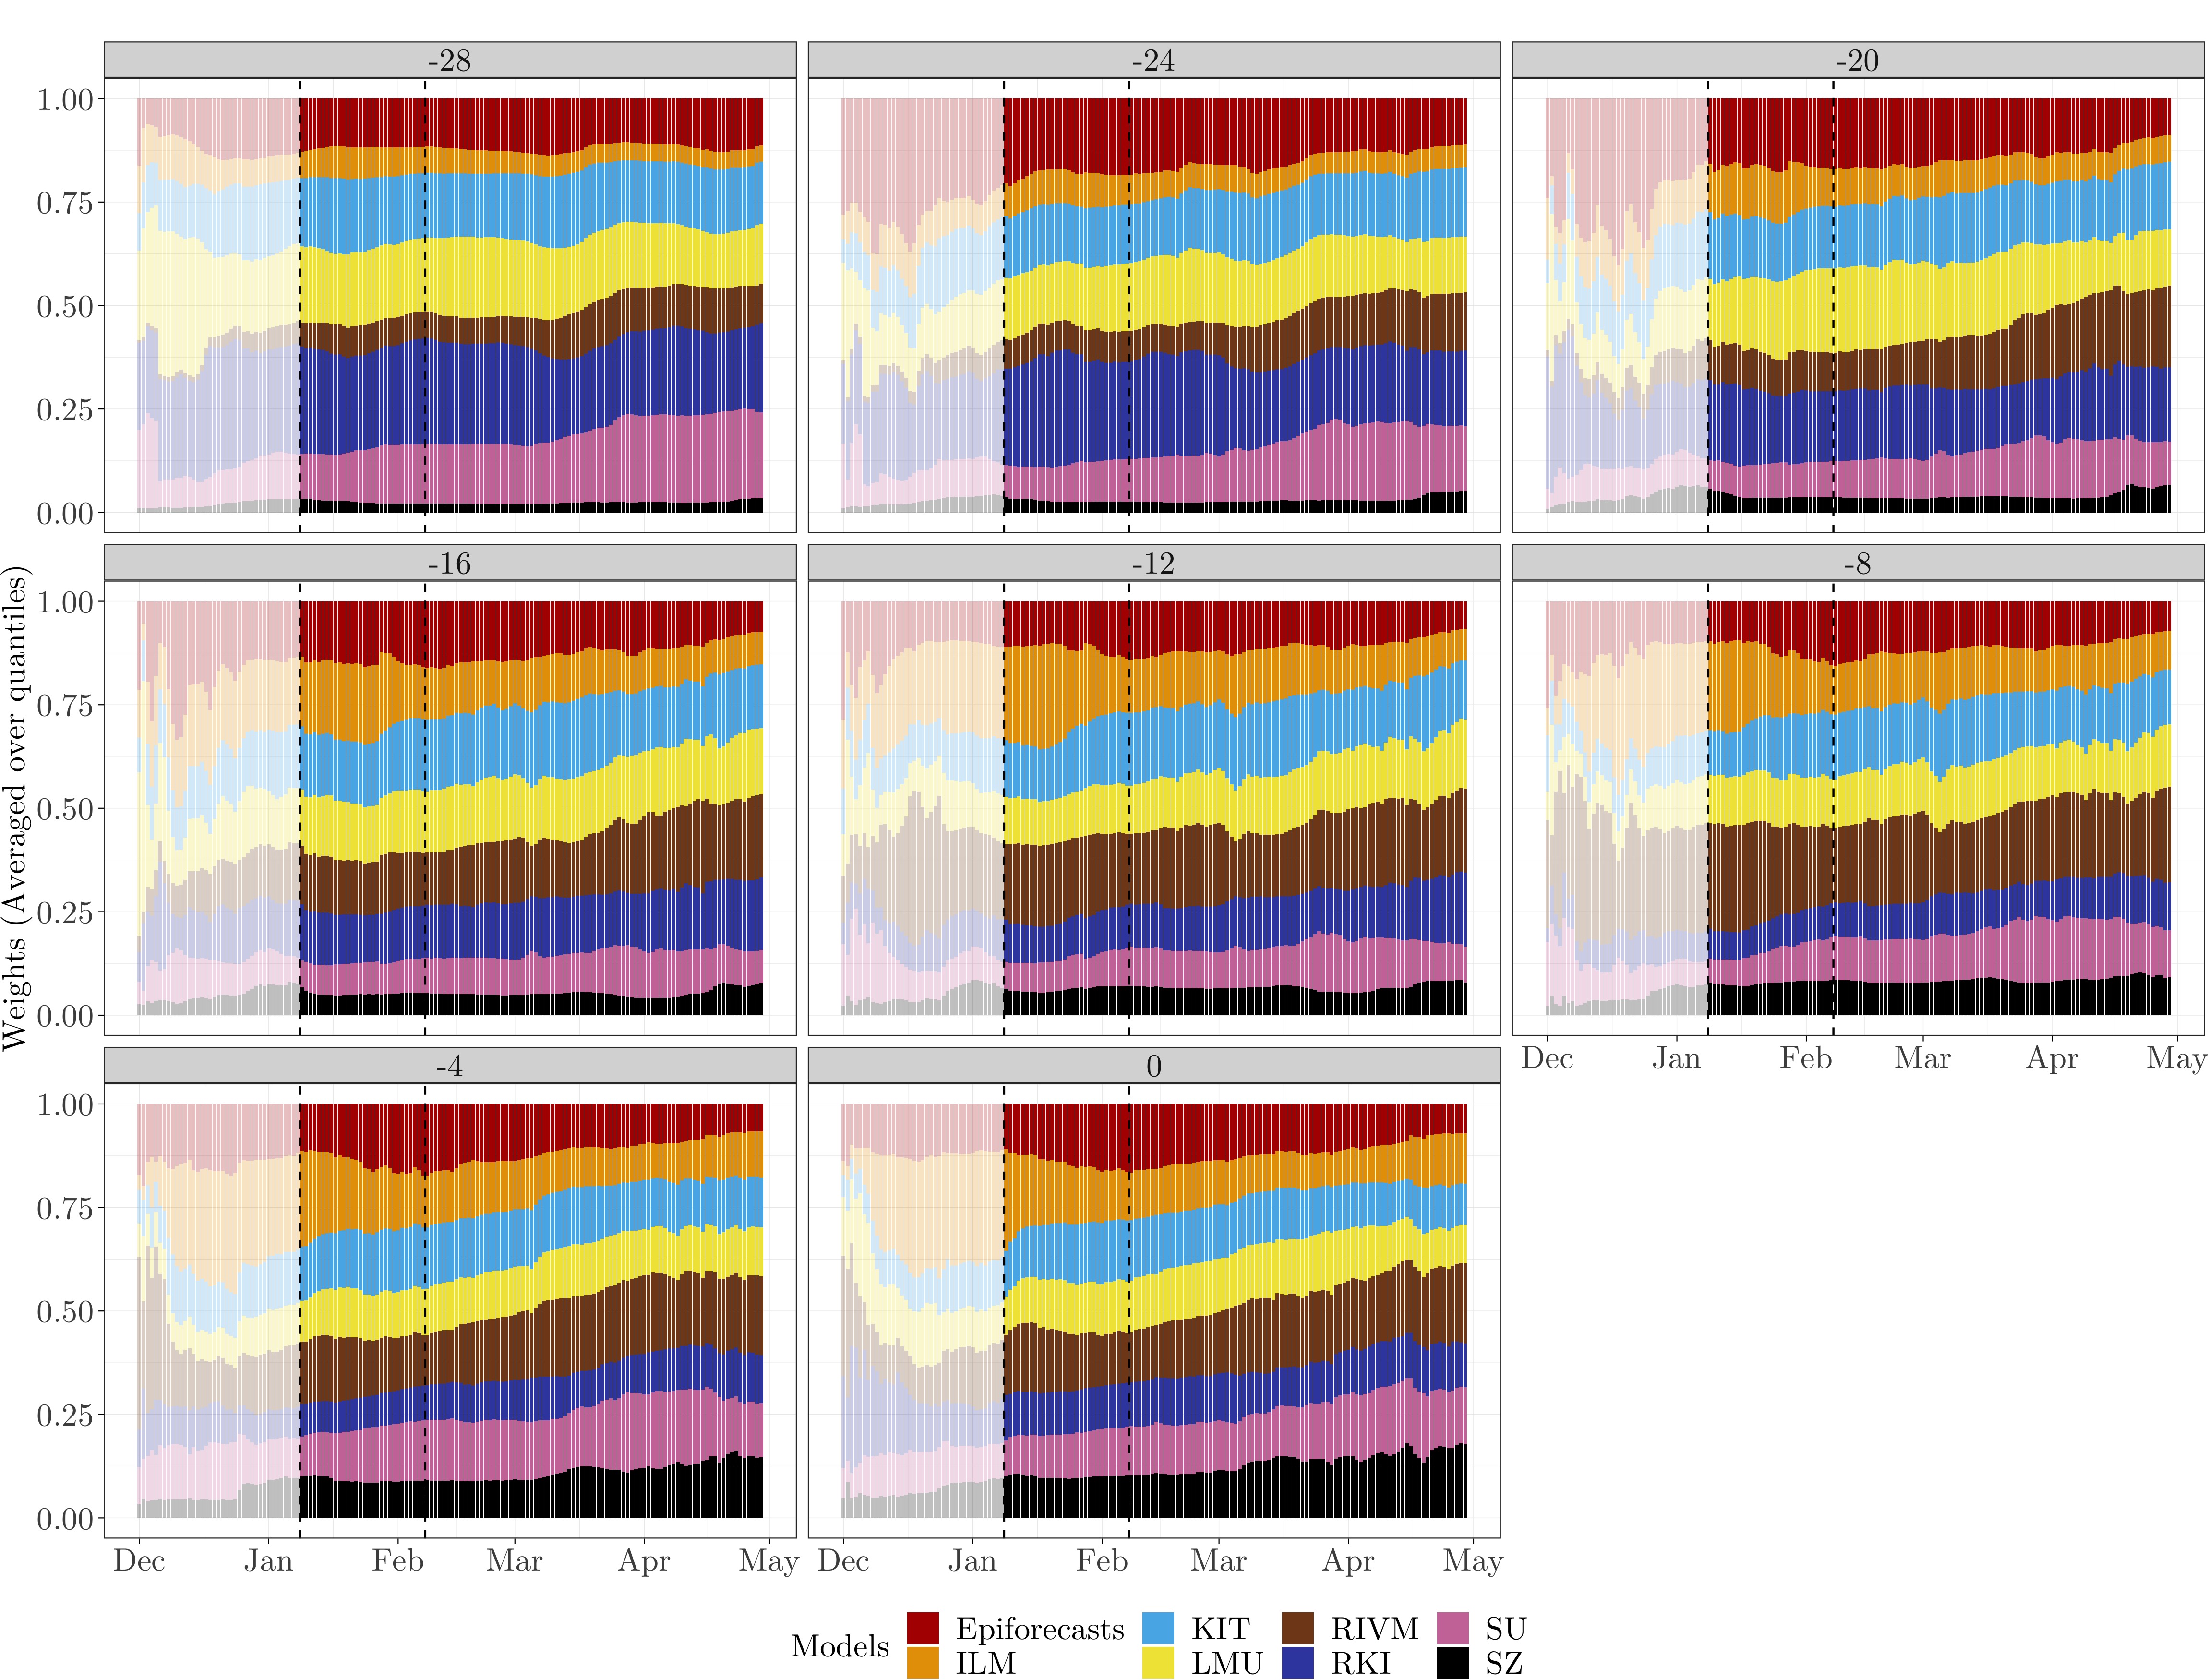 -28 -24 -20
1.00
0.75
0.50
0.25
0.00
-16 -12 -8
Weights (Averaged over quantiles)
1.00
0.75
0.50
0.25
0.00
Dec Jan Feb Mar Apr May
-4 0
1.00
0.75
0.50
0.25
0.00
Dec Jan Feb Mar Apr May Dec Jan Feb Mar Apr May
Models
Epiforecasts KIT RIVM SU
ILM LMU RKI SZ